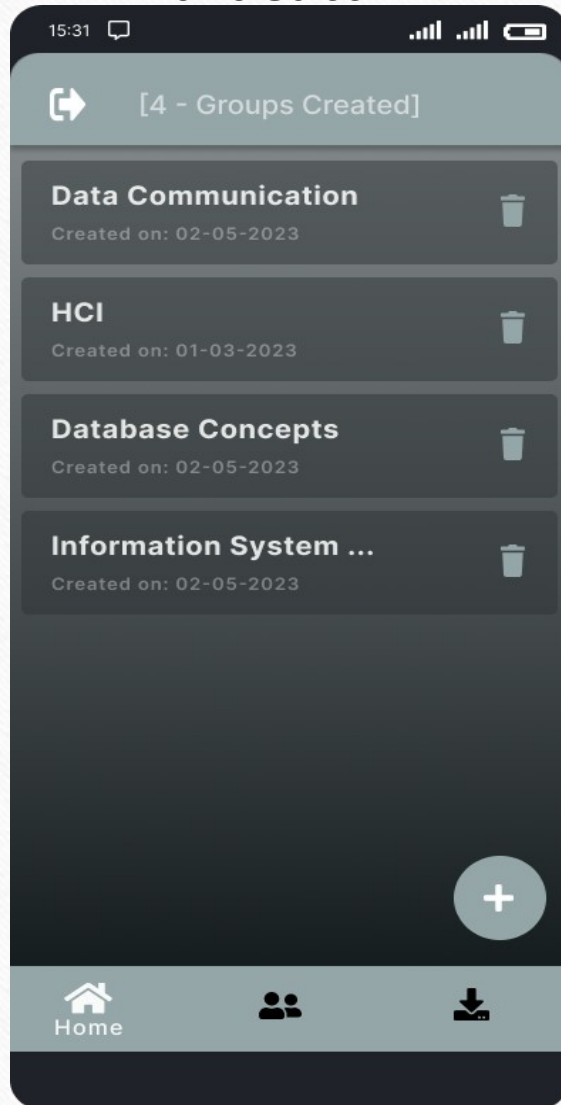 15:31
[4 - Groups Created]
Data Communication
Created on: 02-05-2023
HCI
Created on: 01-03-2023
Database Concepts
Created on: 02-05-2023
Information System ...
Created on: 02-05-2023
Home